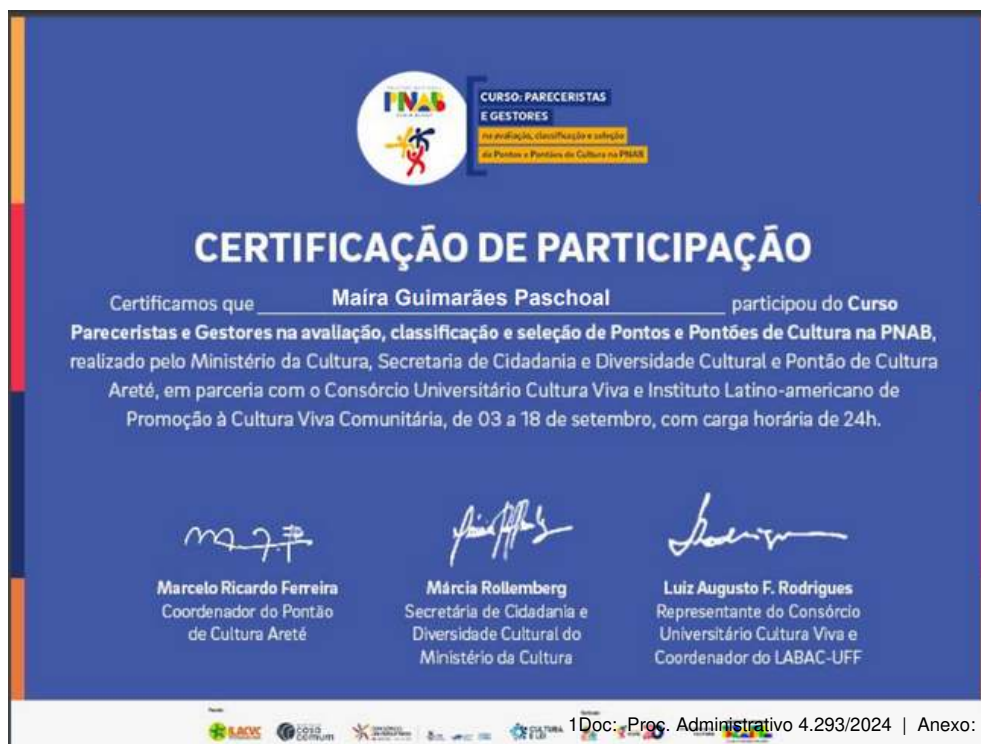 PNAB
CURSO: PARECERISTAS
E GESTORES
na avaliação, classificação e seleção
de Pontos e Pontões de Cultura na PNAB
CERTIFICAÇÃO DE PARTICIPAÇÃO
Certificamos que Maíra Guimarães Paschoal participou do Curso
Pareceristas e Gestores na avaliação, classificação e seleção de Pontos e Pontões de Cultura na PNAB,
realizado pelo Ministério da Cultura, Secretaria de Cidadania e Diversidade Cultural e Pontão de Cultura
Areté, em parceria com o Consórcio Universitário Cultura Viva e Instituto Latino-americano de
Promoção à Cultura Viva Comunitária, de 03 a 18 de setembro, com carga horária de 24h.
Marcelo Ricardo Ferreira
Coordenador do Pontão
de Cultura Areté
Márcia Rollemberg
Secretária de Cidadania e
Diversidade Cultural do
Ministério da Cultura
Luiz Augusto F. Rodrigues
Representante do Consórcio
Universitário Cultura Viva e
Coordenador do LABAC-UFF
ILACVC
casa comum
1Doc: Proc. Administrativo 4.293/2024 | Anexo: